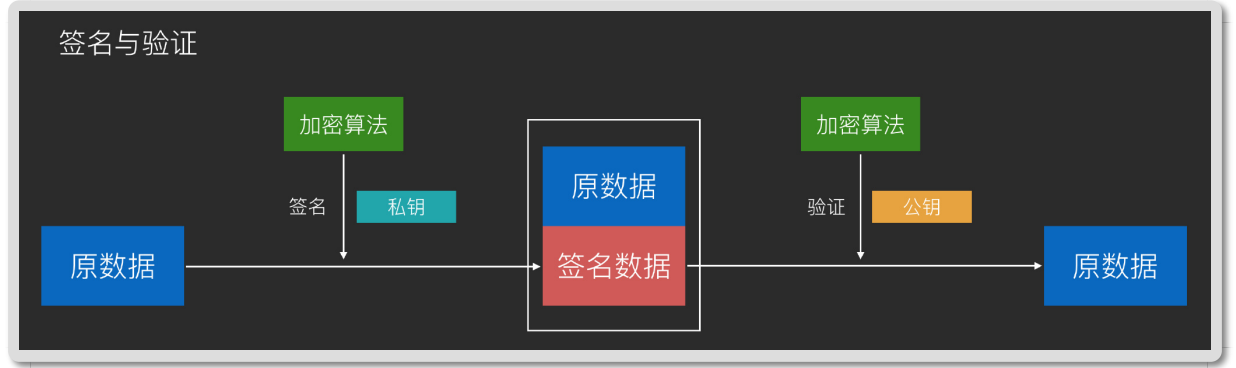 签名与验证
加密算法
加密算法
原数据
签名
私钥
验证
公钥
原数据
签名数据
原数据